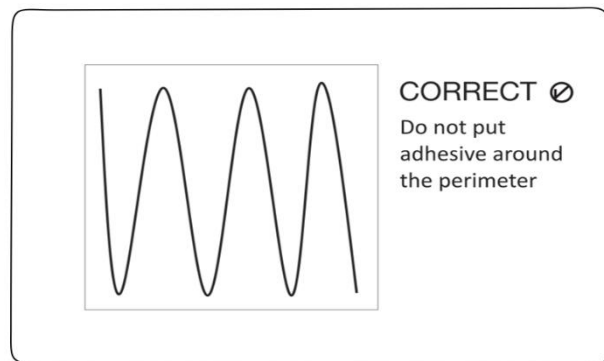 CORRECT
Do not put
adhesive around
the perimeter